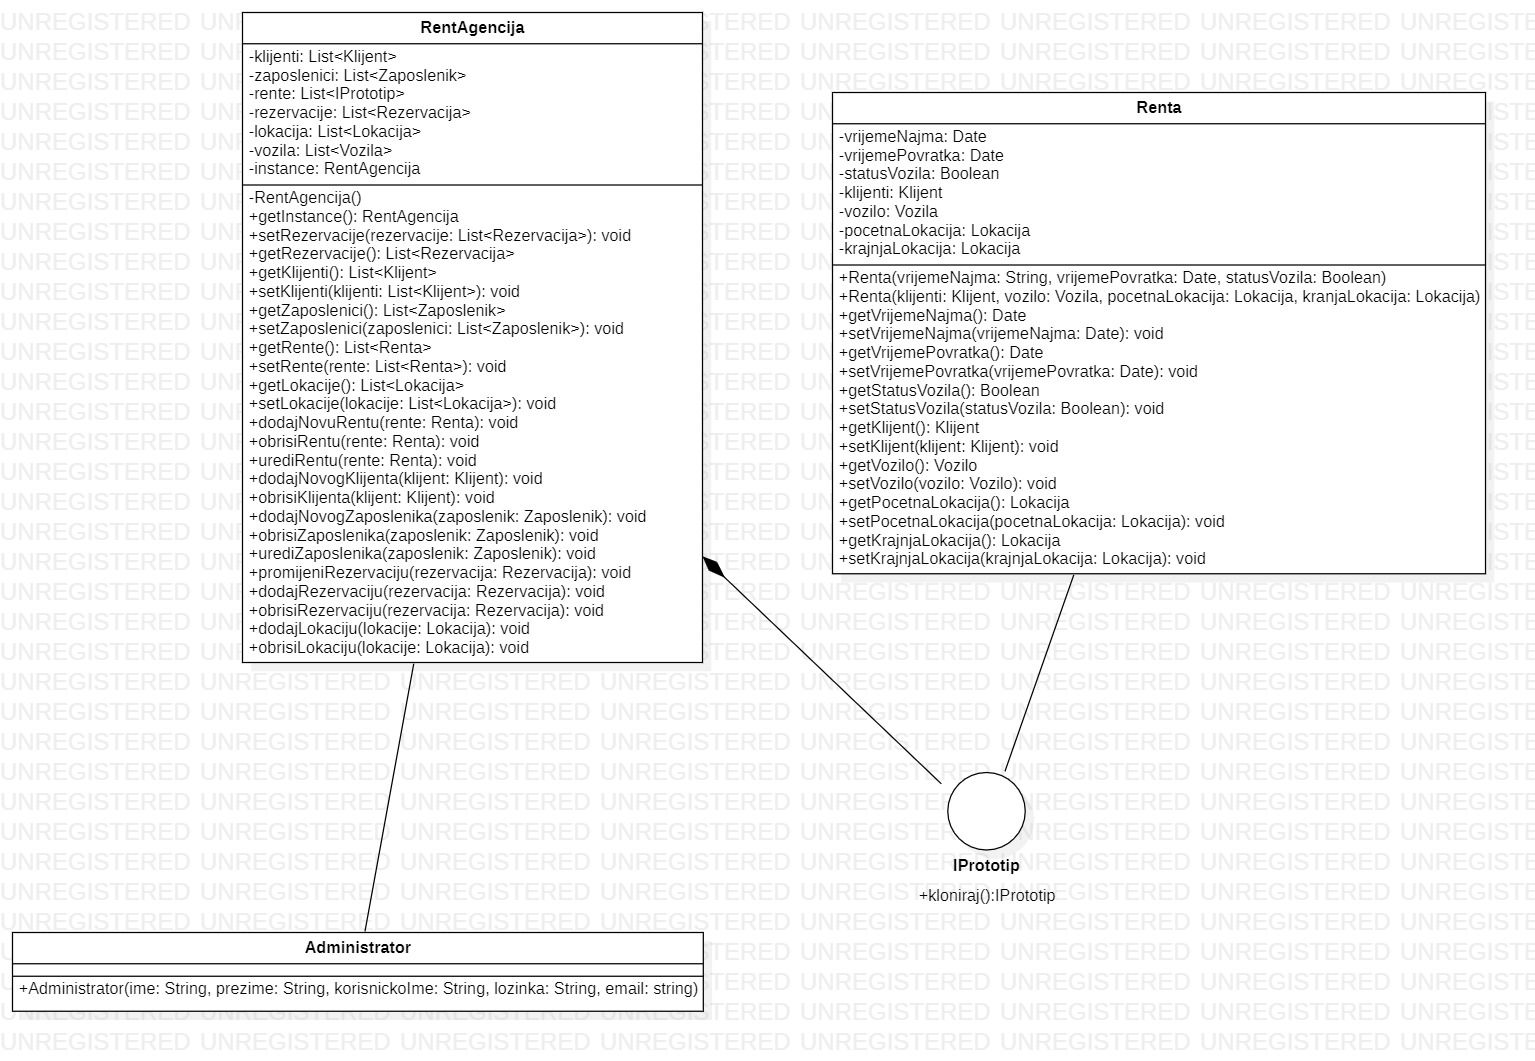 RentAgencija
-klijenti: List<Klijent>
-zaposlenici: List<Zaposlenik>
-rente: List<IPrototip>
-rezervacije: List<Rezervacija>
-lokacija: List<Lokacija>
-vozila: List<Vozila>
-instance: RentAgencija
-RentAgencija()
+getInstance(): RentAgencija
+setRezervacije(rezervacije: List<Rezervacija>): void
+getRezervacije(): List<Rezervacija>
+getKlijenti(): List<Klijent>
+setKlijenti(klijenti: List<Klijent>): void
+getZaposlenici(): List<Zaposlenik>
+setZaposlenici(zaposlenici: List<Zaposlenik>): void
+getRente(): List<Renta>
+setRente(rente: List<Renta>): void
+getLokacije(): List<Lokacija>
+setLokacije(lokacije: List<Lokacija>): void
+dodajNovuRentu(rente: Renta): void
+obrisiRentu(rente: Renta): void
+urediRentu(rente: Renta): void
+dodajNovogKlijenta(klijent: Klijent): void
+obrisiKlijenta(klijent: Klijent): void
+dodajNovogZaposlenika(zaposlenik: Zaposlenik): void
+obrisiZaposlenika(zaposlenik: Zaposlenik): void
+urediZaposlenika(zaposlenik: Zaposlenik): void
+promijeniRezervaciju(rezervacija: Rezervacija): void
+dodajRezervaciju(rezervacija: Rezervacija): void
+obrisiRezervaciju(rezervacija: Rezervacija): void
+dodajLokaciju(lokacije: Lokacija): void
+obrisiLokaciju(lokacije: Lokacija): void
Renta
-vrijemeNajma: Date
-vrijemePovratka: Date
-statusVozila: Boolean
-klijenti: Klijent
-vozilo: Vozila
-pocetnaLokacija: Lokacija
-krajnjaLokacija: Lokacija
+Renta(vrijemeNajma: String, vrijemePovratka: Date, statusVozila: Boolean)
+Renta(klijenti: Klijent, vozilo: Vozila, pocetnaLokacija: Lokacija, kranjaLokacija: Lokacija)
+getVrijemeNajma(): Date
+setVrijemeNajma(vrijemeNajma: Date): void
+getVrijemePovratka(): Date
+setVrijemePovratka(vrijemePovratka: Date): void
+getStatusVozila(): Boolean
+setStatusVozila(statusVozila: Boolean): void
+getKlijent(): Klijent
+setKlijent(klijent: Klijent): void
+getVozilo(): Vozilo
+setVozilo(vozilo: Vozilo): void
+getPocetnaLokacija(): Lokacija
+setPocetnaLokacija(pocetnaLokacija: Lokacija): void
+getKrajnjaLokacija(): Lokacija
+setKrajnjaLokacija(krajnjaLokacija: Lokacija): void
IPrototip
+kloniraj():IPrototip
Administrator
+Administrator(ime: String, prezime: String, korisnickoIme: String, lozinka: String, email: string)
UNREGISTERED